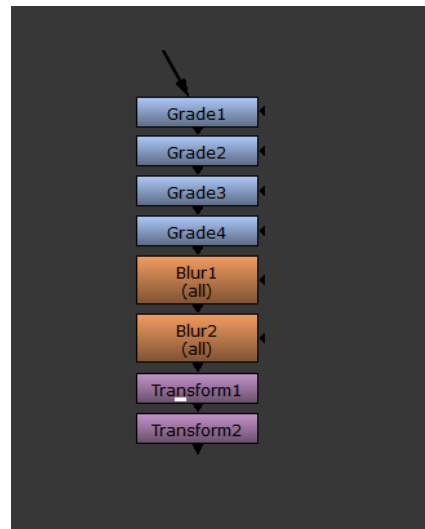 Grade1
Grade2
Grade3
Grade4
Blur1
(all)
Blur2
(all)
Transform1
Transform2